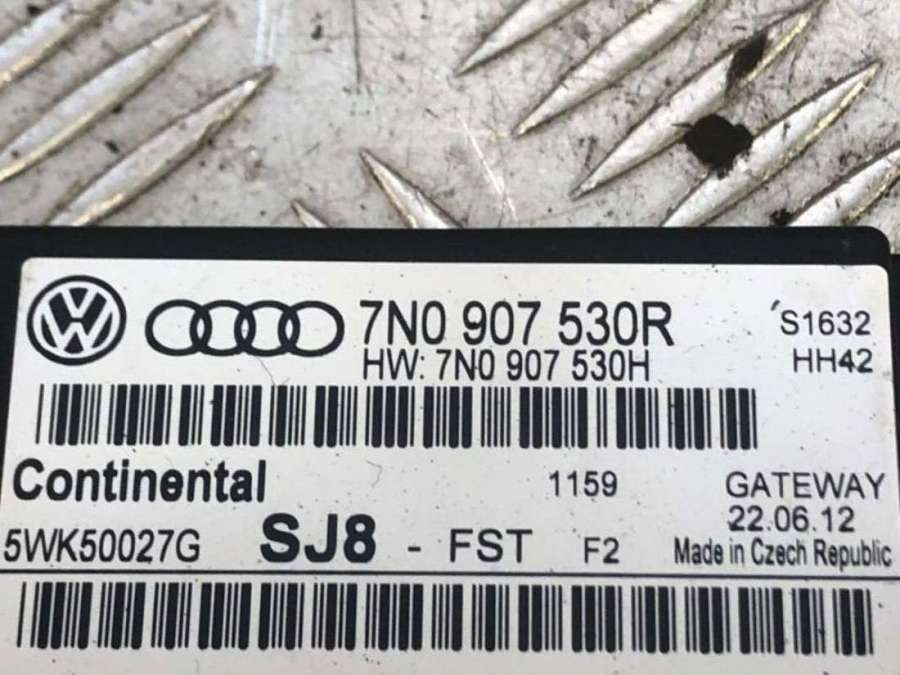 7N0 907 530R S1632
HW: 7N0 907 530H HH42
Continental 1159 GATEWAY
22.06.12
5WK50027G SJ8 - FST F2 Made in Czech Republic